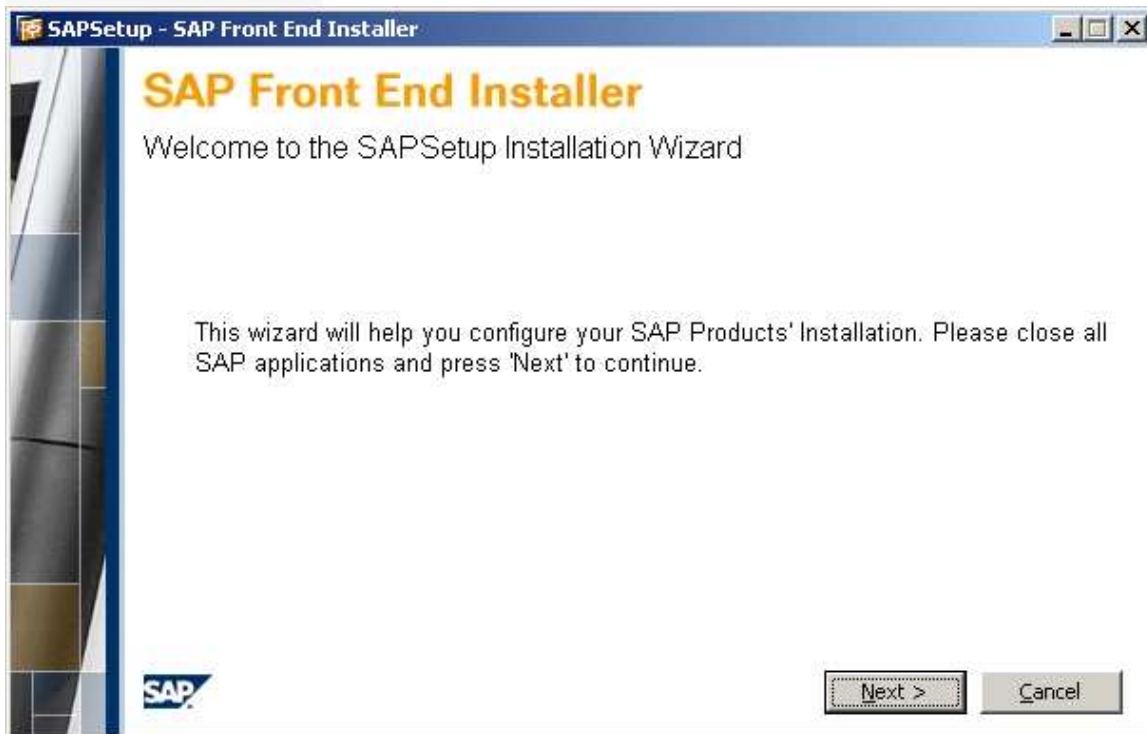 SAPSetup - SAP Front End Installer
SAP Front End Installer
Welcome to the SAPSetup Installation Wizard
This wizard will help you configure your SAP Products' Installation. Please close all
SAP applications and press 'Next' to continue.
SAP
Next >
Cancel